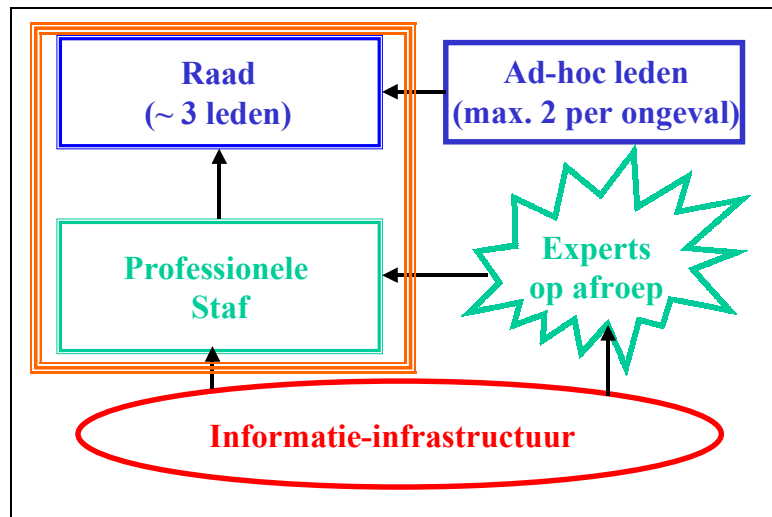 Raad
(~ 3 leden)
Ad-hoc leden
(max. 2 per ongeval)
Professionele
Staf
Experts
op afroep
Informatie-infrastructuur